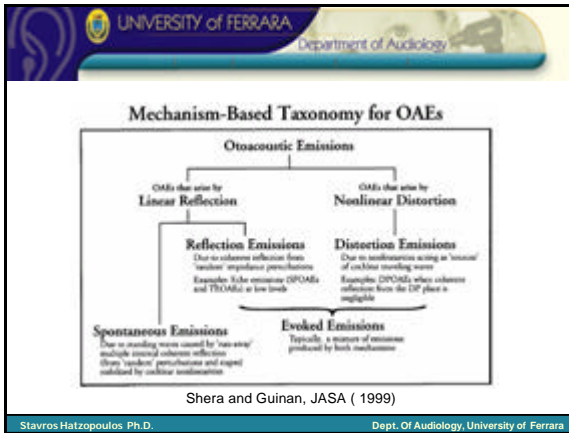 UNIVERSITY of FERRARA
Department of Audiology
Mechanism-Based Taxonomy for OAEs
Otoacoustic Emissions
OAEs that arise by
Linear Reflection
OAEs that arise by
Nonlinear Distortion
Reflection Emissions
Due to coherent reflection from
'random' impedance perturbations
Examples: Echo emissions (SFOAEs
and TEOAEs) at low levels
Distortion Emissions
Due to nonlinearities acting as 'sources'
of cochlear traveling waves
Examples: DPOAEs when coherent
reflection from the DP place is
negligible
Spontaneous Emissions
Due to standing waves caused by 'run-away'
multiple internal coherent reflection
(from 'random' perturbations and stapes)
stabilized by cochlear nonlinearities
Evoked Emissions
Typically, a mixture of emissions
produced by both mechanisms
Shera and Guinan, JASA ( 1999)
Stavros Hatzopoulos Ph.D.
Dept. Of Audiology, University of Ferrara